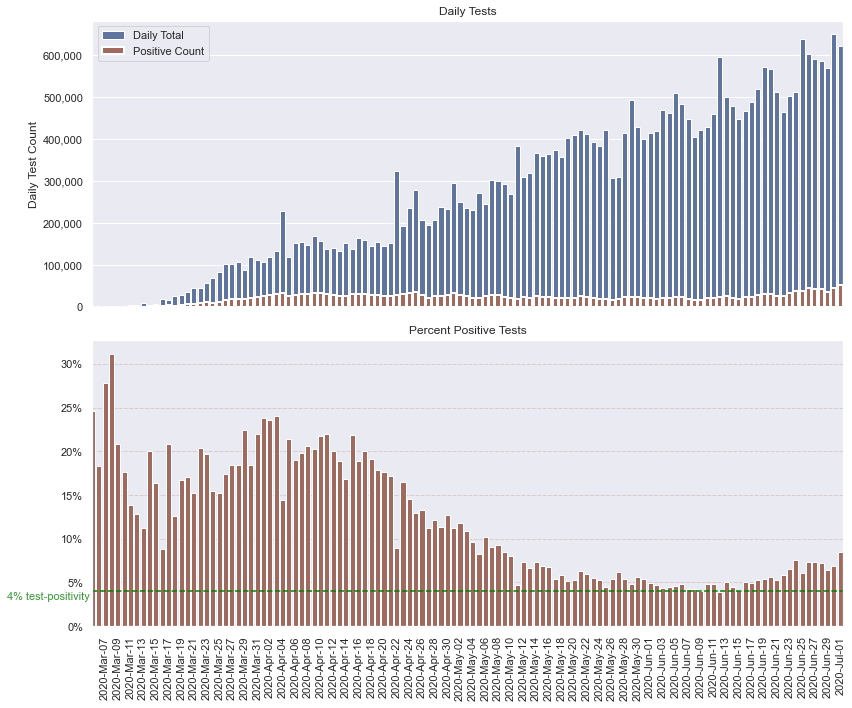 Daily Tests
Daily Total
Positive Count
600,000
500,000
400,000
300,000
200,000
100,000
0
Daily Test Count
Percent Positive Tests
30%
25%
20%
15%
10%
5%
4% test-positivity
0%
2020-Mar-07
2020-Mar-09
2020-Mar-11
2020-Mar-13
2020-Mar-15
2020-Mar-17
2020-Mar-19
2020-Mar-21
2020-Mar-23
2020-Mar-25
2020-Mar-27
2020-Mar-29
2020-Mar-31
2020-Apr-02
2020-Apr-04
2020-Apr-06
2020-Apr-08
2020-Apr-10
2020-Apr-12
2020-Apr-14
2020-Apr-16
2020-Apr-18
2020-Apr-20
2020-Apr-22
2020-Apr-24
2020-Apr-26
2020-Apr-28
2020-Apr-30
2020-May-02
2020-May-04
2020-May-06
2020-May-08
2020-May-10
2020-May-12
2020-May-14
2020-May-16
2020-May-18
2020-May-20
2020-May-22
2020-May-24
2020-May-26
2020-May-28
2020-May-30
2020-Jun-01
2020-Jun-03
2020-Jun-05
2020-Jun-07
2020-Jun-09
2020-Jun-11
2020-Jun-13
2020-Jun-15
2020-Jun-17
2020-Jun-19
2020-Jun-21
2020-Jun-23
2020-Jun-25
2020-Jun-27
2020-Jun-29
2020-Jul-01